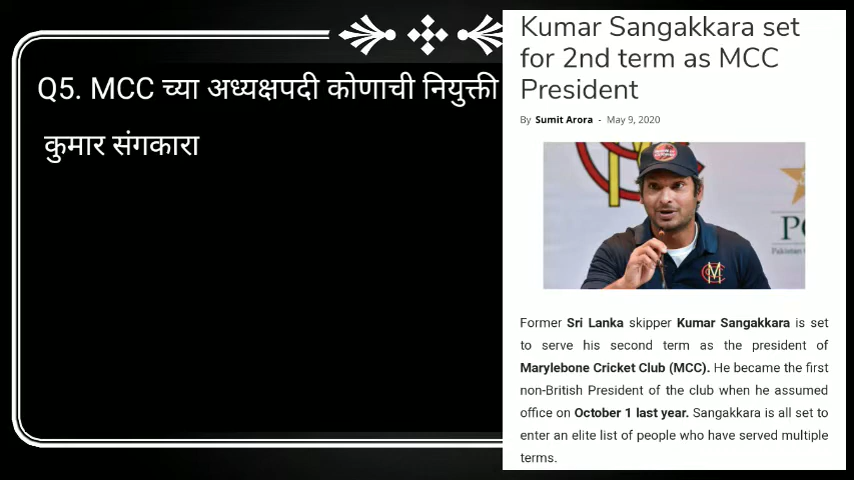 Q5. MCC च्या अध्यक्षपदी कोणाची नियुक्ती
कुमार संगकारा
Kumar Sangakkara set
for 2nd term as MCC
President
By Sumit Arora - May 9, 2020
Former Sri Lanka skipper Kumar Sangakkara is set
to serve his second term as the president of
Marylebone Cricket Club (MCC). He became the first
non-British President of the club when he assumed
office on October 1 last year. Sangakkara is all set to
enter an elite list of people who have served multiple
terms.